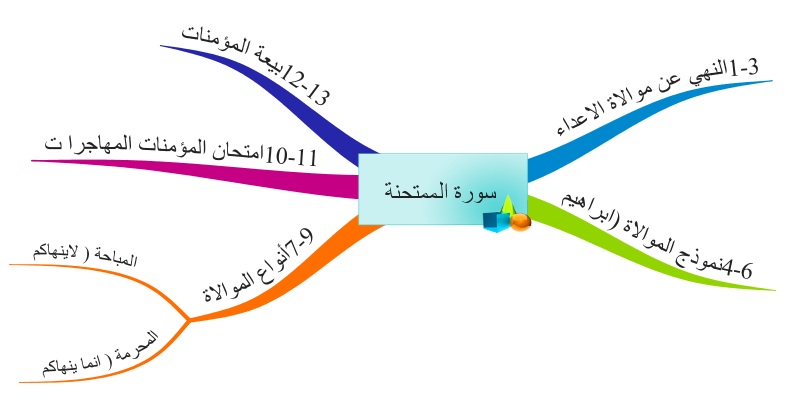 سورة الممتحنة
1-3النهي عن موالاة الاعداء
4-6نموذج الموالاة (ابراهيم
7-9أنواع الموالاة
المباحة ( لاينهاكم
المحرمة ( انما ينهاكم
10-11امتحان المؤمنات المهاجرا ت
12-13بيعة المؤمنات